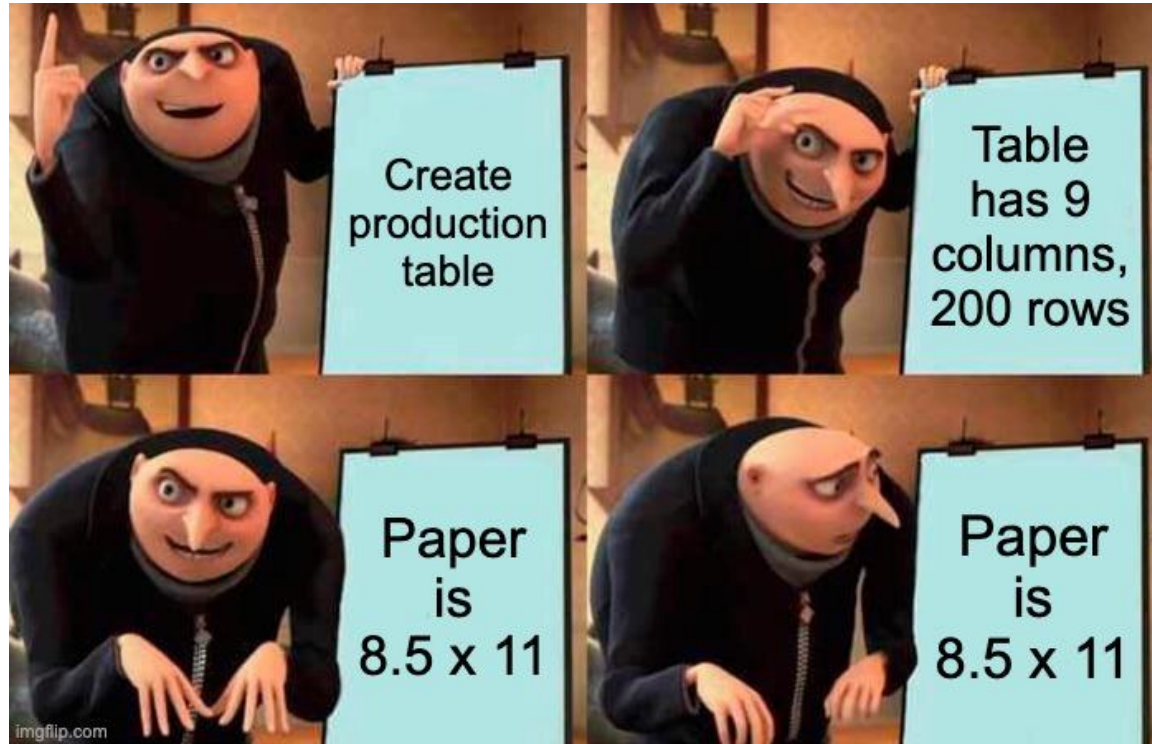 Create
production
table
Table
has 9
columns,
200 rows
Paper
is
8.5 x 11
Paper
is
8.5 x 11
imgflip.com